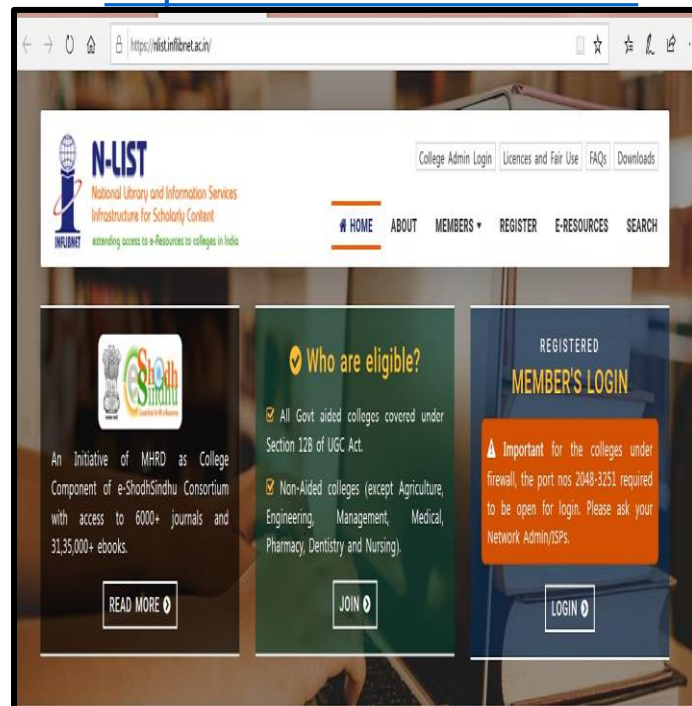 https://nlist.inflibnet.ac.in/
INFLIBNET
N-LIST
National Library and Information Services
Infrastructure for Scholarly Content
extending access to e-Resources to colleges in India
College Admin Login
Licences and Fair Use
FAQs
Downloads
HOME
ABOUT
MEMBERS
REGISTER
E-RESOURCES
SEARCH
eShodh
Sindhu
An Initiative of MHRD as College
Component of e-ShodhSindhu Consortium
with access to 6000+ journals and
31,35,000+ ebooks.
READ MORE
Who are eligible?
All Govt aided colleges covered under
Section 12B of UGC Act.
Non-Aided colleges (except Agriculture,
Engineering, Management, Medical,
Pharmacy, Dentistry and Nursing).
JOIN
REGISTERED
MEMBER'S LOGIN
Important for the colleges under
firewall, the port nos 2048-3251 required
to be open for login. Please ask your
Network Admin/ISPs.
LOGIN